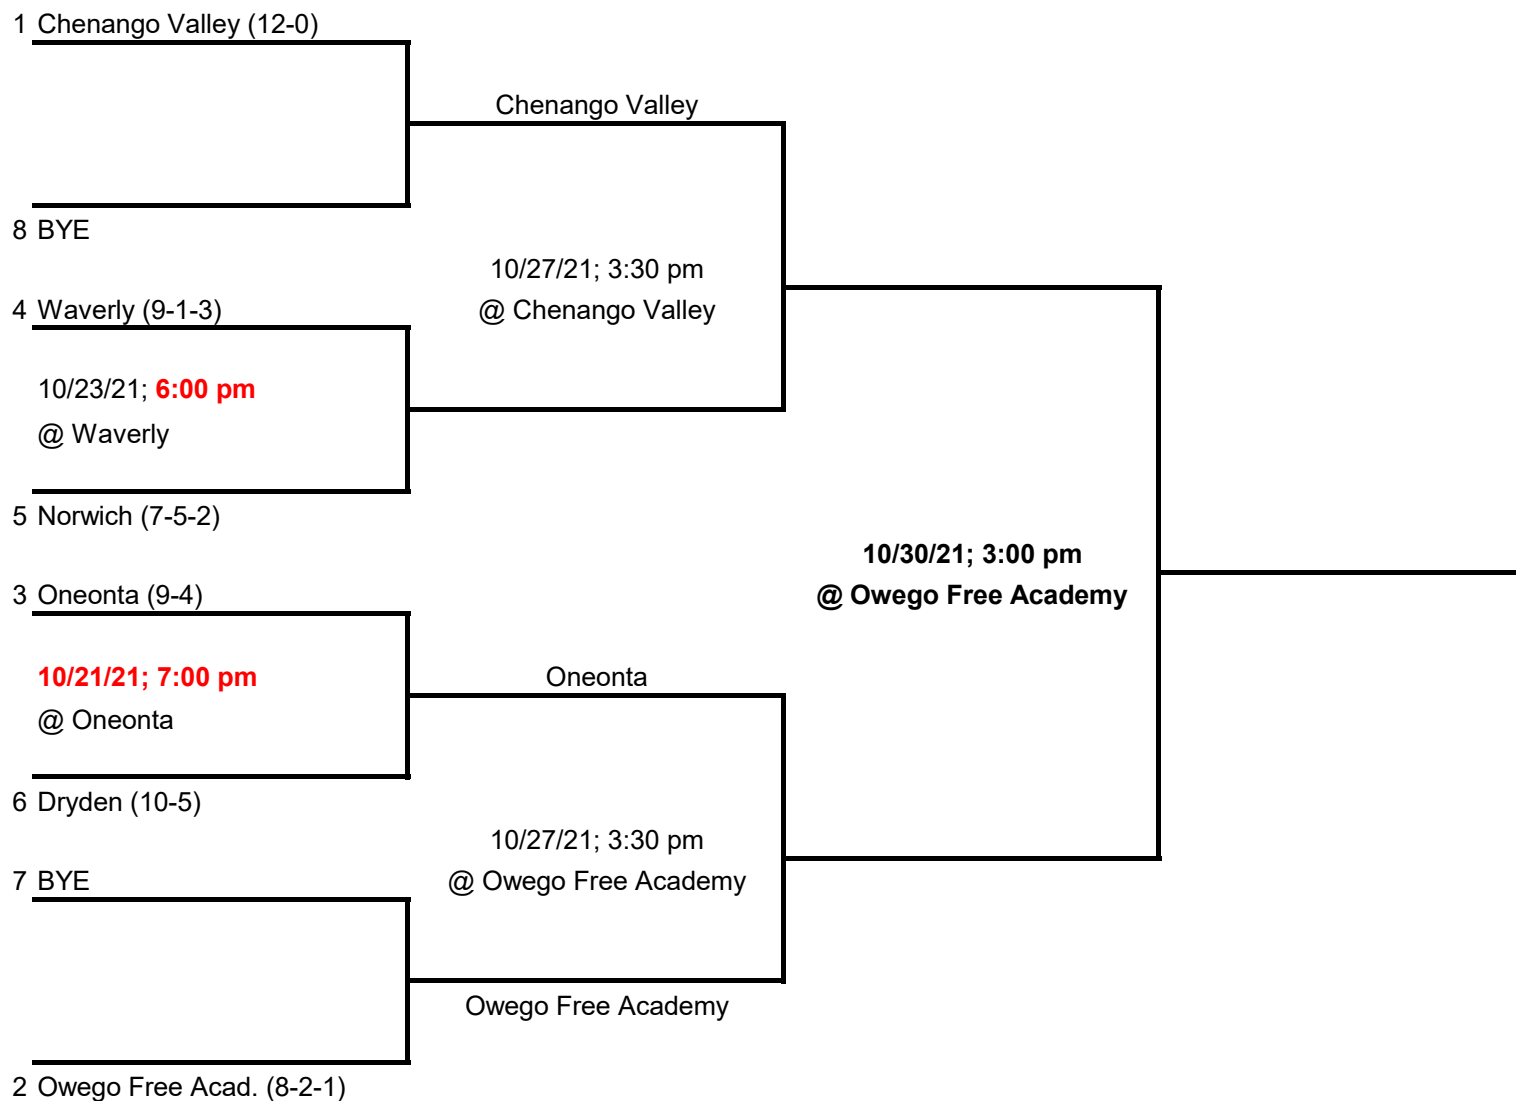 1 Chenango Valley (12-0)
Chenango Valley
8 BYE
10/27/21; 3:30 pm
@ Chenango Valley
4 Waverly (9-1-3)
10/23/21; 6:00 pm
@ Waverly
5 Norwich (7-5-2)
10/30/21; 3:00 pm
@ Owego Free Academy
3 Oneonta (9-4)
10/21/21; 7:00 pm
@ Oneonta
Oneonta
6 Dryden (10-5)
10/27/21; 3:30 pm
@ Owego Free Academy
7 BYE
Owego Free Academy
2 Owego Free Acad. (8-2-1)